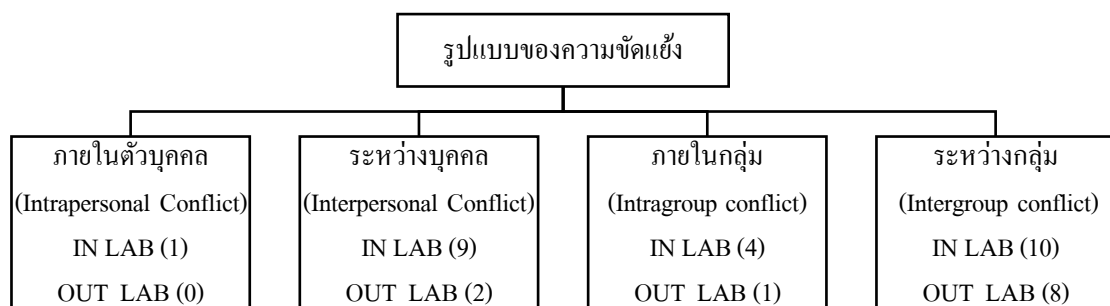 รูปแบบของความขัดแย้ง
ภายในตัวบุคคล
(Intrapersonal Conflict)
IN LAB (1)
OUT LAB (0)
ระหว่างบุคคล
(Interpersonal Conflict)
IN LAB (9)
OUT LAB (2)
ภายในกลุ่ม
(Intragroup conflict)
IN LAB (4)
OUT LAB (1)
ระหว่างกลุ่ม
(Intergroup conflict)
IN LAB (10)
OUT LAB (8)